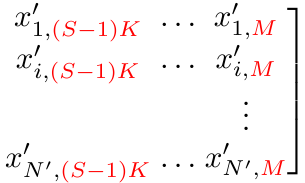 x′1,(S−1)K … x′1,M
x′i,(S−1)K … x′i,M
⋮
x′N′,(S−1)K … x′N′,M ]